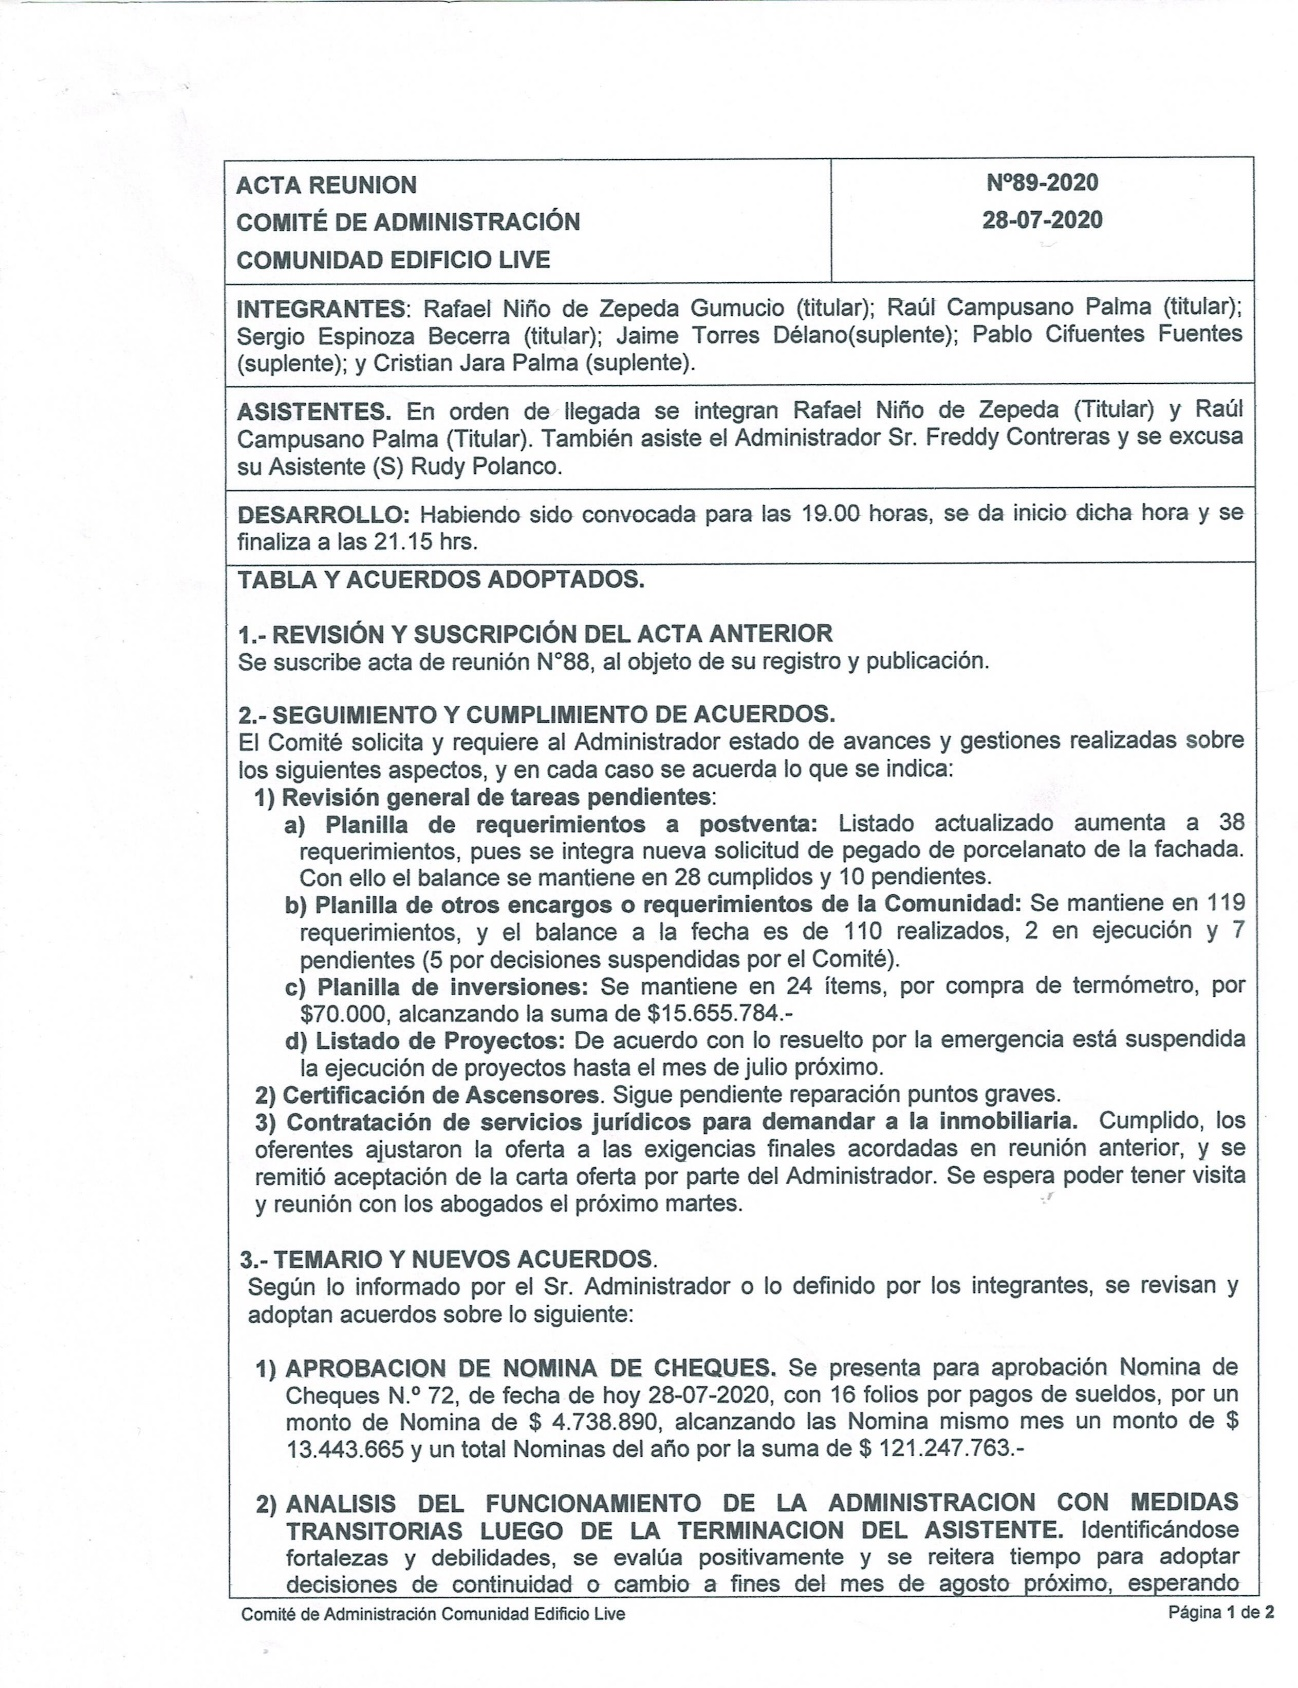 ACTA REUNION
COMITÉ DE ADMINISTRACIÓN
COMUNIDAD EDIFICIO LIVE
Nº89-2020
28-07-2020
INTEGRANTES: Rafael Niño de Zepeda Gumucio (titular); Raúl Campusano Palma (titular);
Sergio Espinoza Becerra (titular); Jaime Torres Délano(suplente); Pablo Cifuentes Fuentes
(suplente); y Cristian Jara Palma (suplente).
ASISTENTES. En orden de llegada se integran Rafael Niño de Zepeda (Titular) y Raúl
Campusano Palma (Titular). También asiste el Administrador Sr. Freddy Contreras y se excusa
su Asistente (S) Rudy Polanco.
DESARROLLO: Habiendo sido convocada para las 19.00 horas, se da inicio dicha hora y se
finaliza a las 21.15 hrs.
TABLA Y ACUERDOS ADOPTADOS.
1.- REVISIÓN Y SUSCRIPCIÓN DEL ACTA ANTERIOR
Se suscribe acta de reunión N°88, al objeto de su registro y publicación.
2.- SEGUIMIENTO Y CUMPLIMIENTO DE ACUERDOS.
El Comité solicita y requiere al Administrador estado de avances y gestiones realizadas sobre
los siguientes aspectos, y en cada caso se acuerda lo que se indica:
1) Revisión general de tareas pendientes:
a) Planilla de requerimientos a postventa: Listado actualizado aumenta a 38
requerimientos, pues se integra nueva solicitud de pegado de porcelanato de la fachada.
Con ello el balance se mantiene en 28 cumplidos y 10 pendientes.
b) Planilla de otros encargos o requerimientos de la Comunidad: Se mantiene en 119
requerimientos, y el balance a la fecha es de 110 realizados, 2 en ejecución y 7
pendientes (5 por decisiones suspendidas por el Comité).
c) Planilla de inversiones: Se mantiene en 24 ítems, por compra de termómetro, por
$70.000, alcanzando la suma de $15.655.784.-
d) Listado de Proyectos: De acuerdo con lo resuelto por la emergencia está suspendida
la ejecución de proyectos hasta el mes de julio próximo.
2) Certificación de Ascensores. Sigue pendiente reparación puntos graves.
3) Contratación de servicios jurídicos para demandar a la inmobiliaria. Cumplido, los
oferentes ajustaron la oferta a las exigencias finales acordadas en reunión anterior, y se
remitió aceptación de la carta oferta por parte del Administrador. Se espera poder tener visita
y reunión con los abogados el próximo martes.
3.- TEMARIO Y NUEVOS ACUERDOS.
Según lo informado por el Sr. Administrador o lo definido por los integrantes, se revisan y
adoptan acuerdos sobre lo siguiente:
1) APROBACION DE NOMINA DE CHEQUES. Se presenta para aprobación Nomina de
Cheques N.º 72, de fecha de hoy 28-07-2020, con 16 folios por pagos de sueldos, por un
monto de Nomina de $ 4.738.890, alcanzando las Nomina mismo mes un monto de $
13.443.665 y un total Nominas del año por la suma de $ 121.247.763.-
2) ANALISIS DEL FUNCIONAMIENTO DE LA ADMINISTRACION CON MEDIDAS
TRANSITORIAS LUEGO DE LA TERMINACION DEL ASISTENTE. Identificándose
fortalezas y debilidades, se evalúa positivamente y se reitera tiempo para adoptar
decisiones de continuidad o cambio a fines del mes de agosto próximo, esperando
Comité de Administración Comunidad Edificio Live
Página 1 de 2